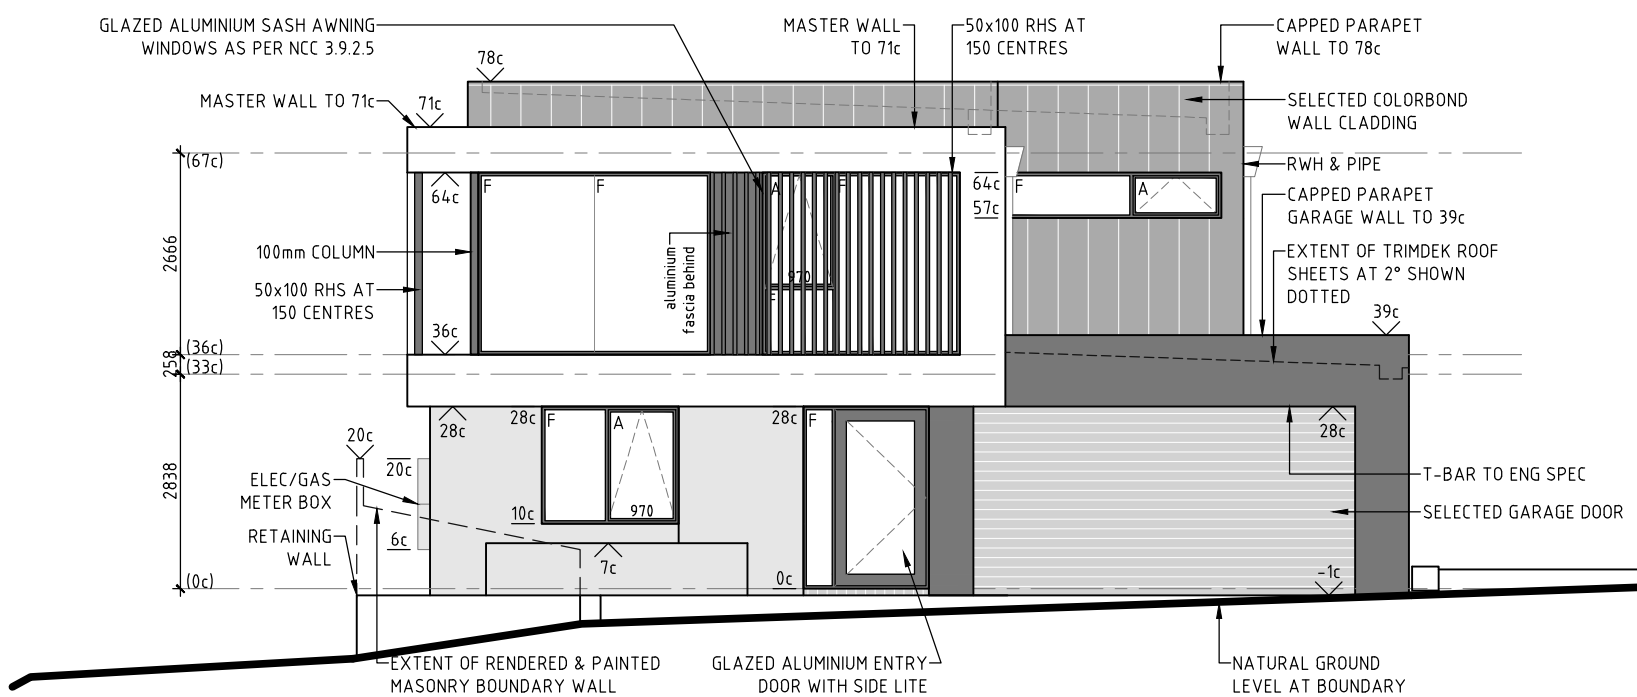 GLAZED ALUMINIUM SASH AWNING
WINDOWS AS PER NCC 3.9.2.5
MASTER WALL
TO 71c
50x100 RHS AT
150 CENTRES
CAPPED PARAPET
WALL TO 78c
78c
MASTER WALL TO 71c
71c
SELECTED COLORBOND
WALL CLADDING
(67c)
RWH & PIPE
64c
F
F
A
F
64c
57c
F
A
CAPPED PARAPET
GARAGE WALL TO 39c
2666
100mm COLUMN
aluminium
fascia behind
970
F
EXTENT OF TRIMDEK ROOF
SHEETS AT 2° SHOWN
DOTTED
50x100 RHS AT
150 CENTRES
36c
39c
(36c)
258
(33c)
28c
28c
F
A
28c
F
28c
20c
20c
2838
ELEC/GAS
METER BOX
T-BAR TO ENG SPEC
10c
970
SELECTED GARAGE DOOR
RETAINING
WALL
6c
7c
(0c)
0c
-1c
EXTENT OF RENDERED & PAINTED
MASONRY BOUNDARY WALL
GLAZED ALUMINIUM ENTRY
DOOR WITH SIDE LITE
NATURAL GROUND
LEVEL AT BOUNDARY